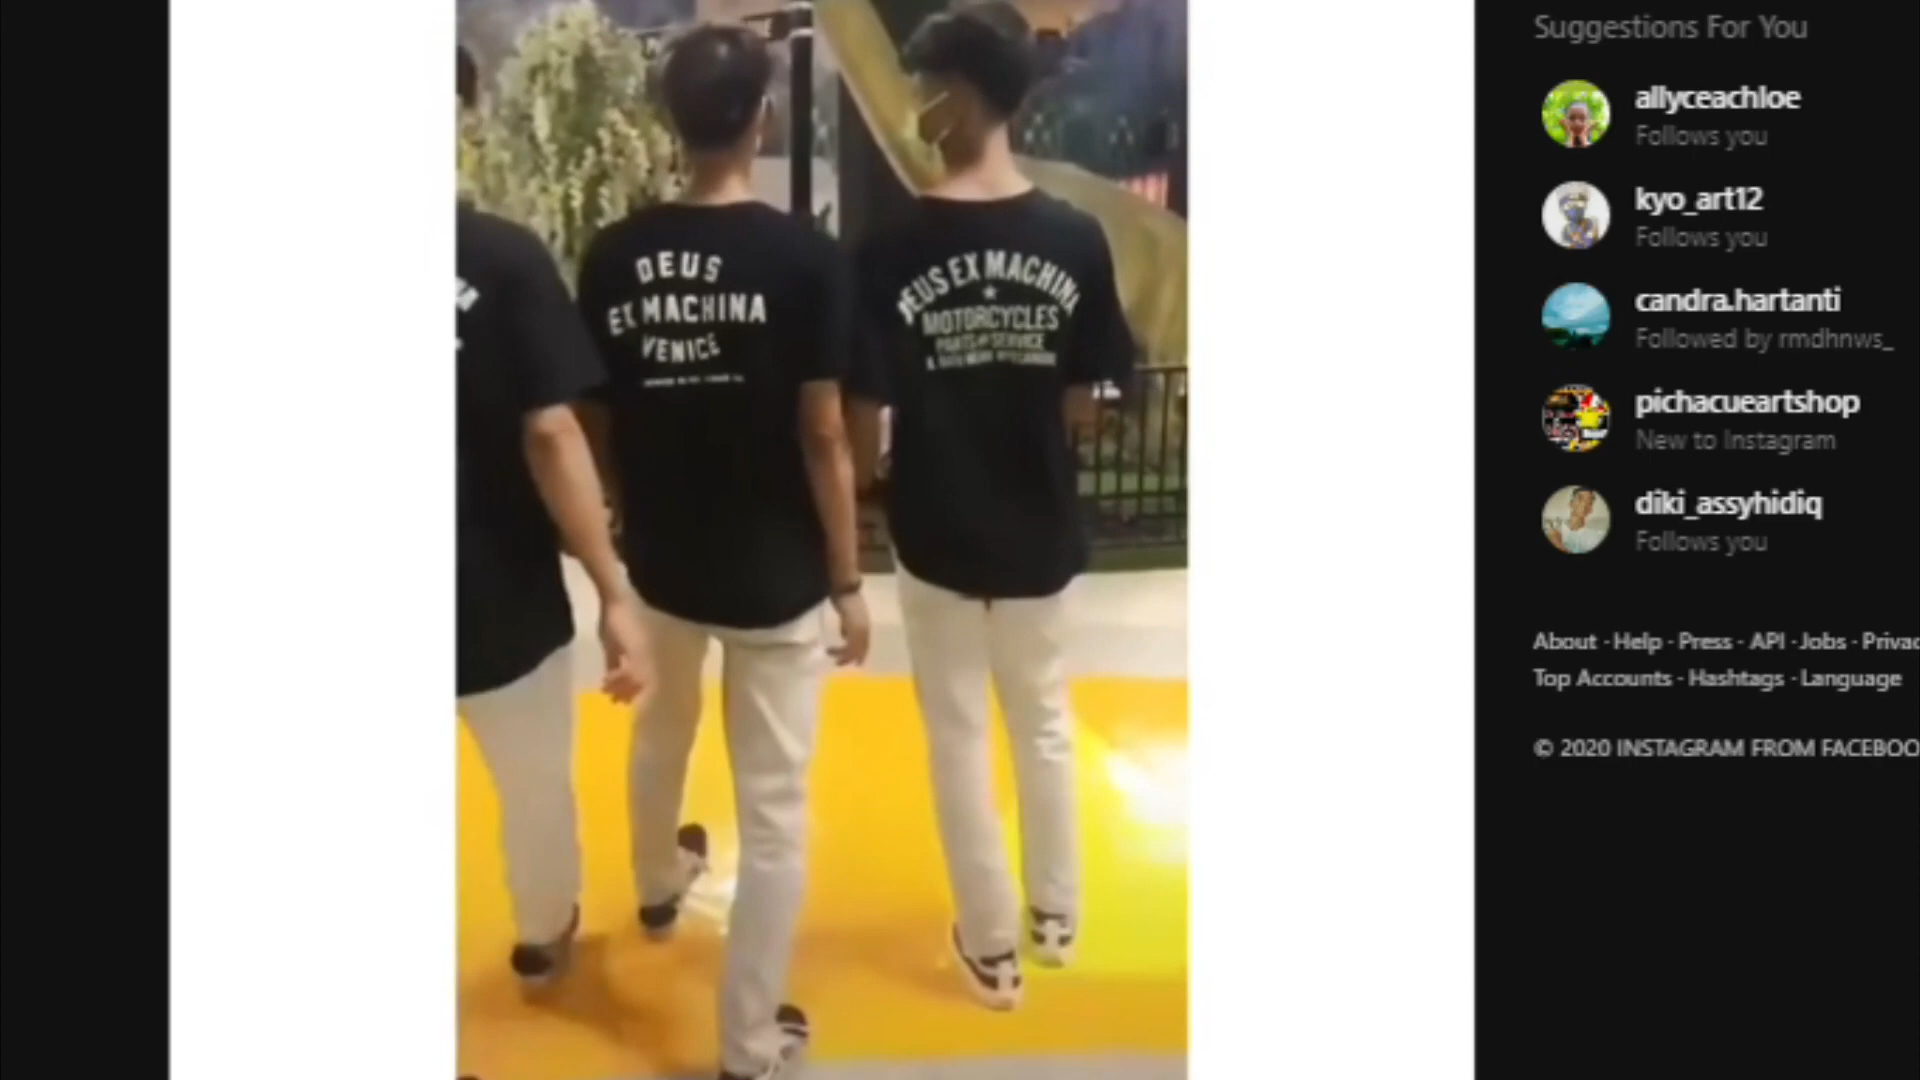 DEUS
EX MACHINA
VENICE
DEUS EX MACHINA
MOTORCYCLES
PARTS AND SERVICE
Suggestions For You
allyceachloe
Follows you
kyo_art12
Follows you
candra.hartanti
Followed by rmdhnws_
pichacueartshop
New to Instagram
diki_assyhidiq
Follows you
About · Help · Press · API · Jobs · Privac
Top Accounts · Hashtags · Language
© 2020 INSTAGRAM FROM FACEBOO